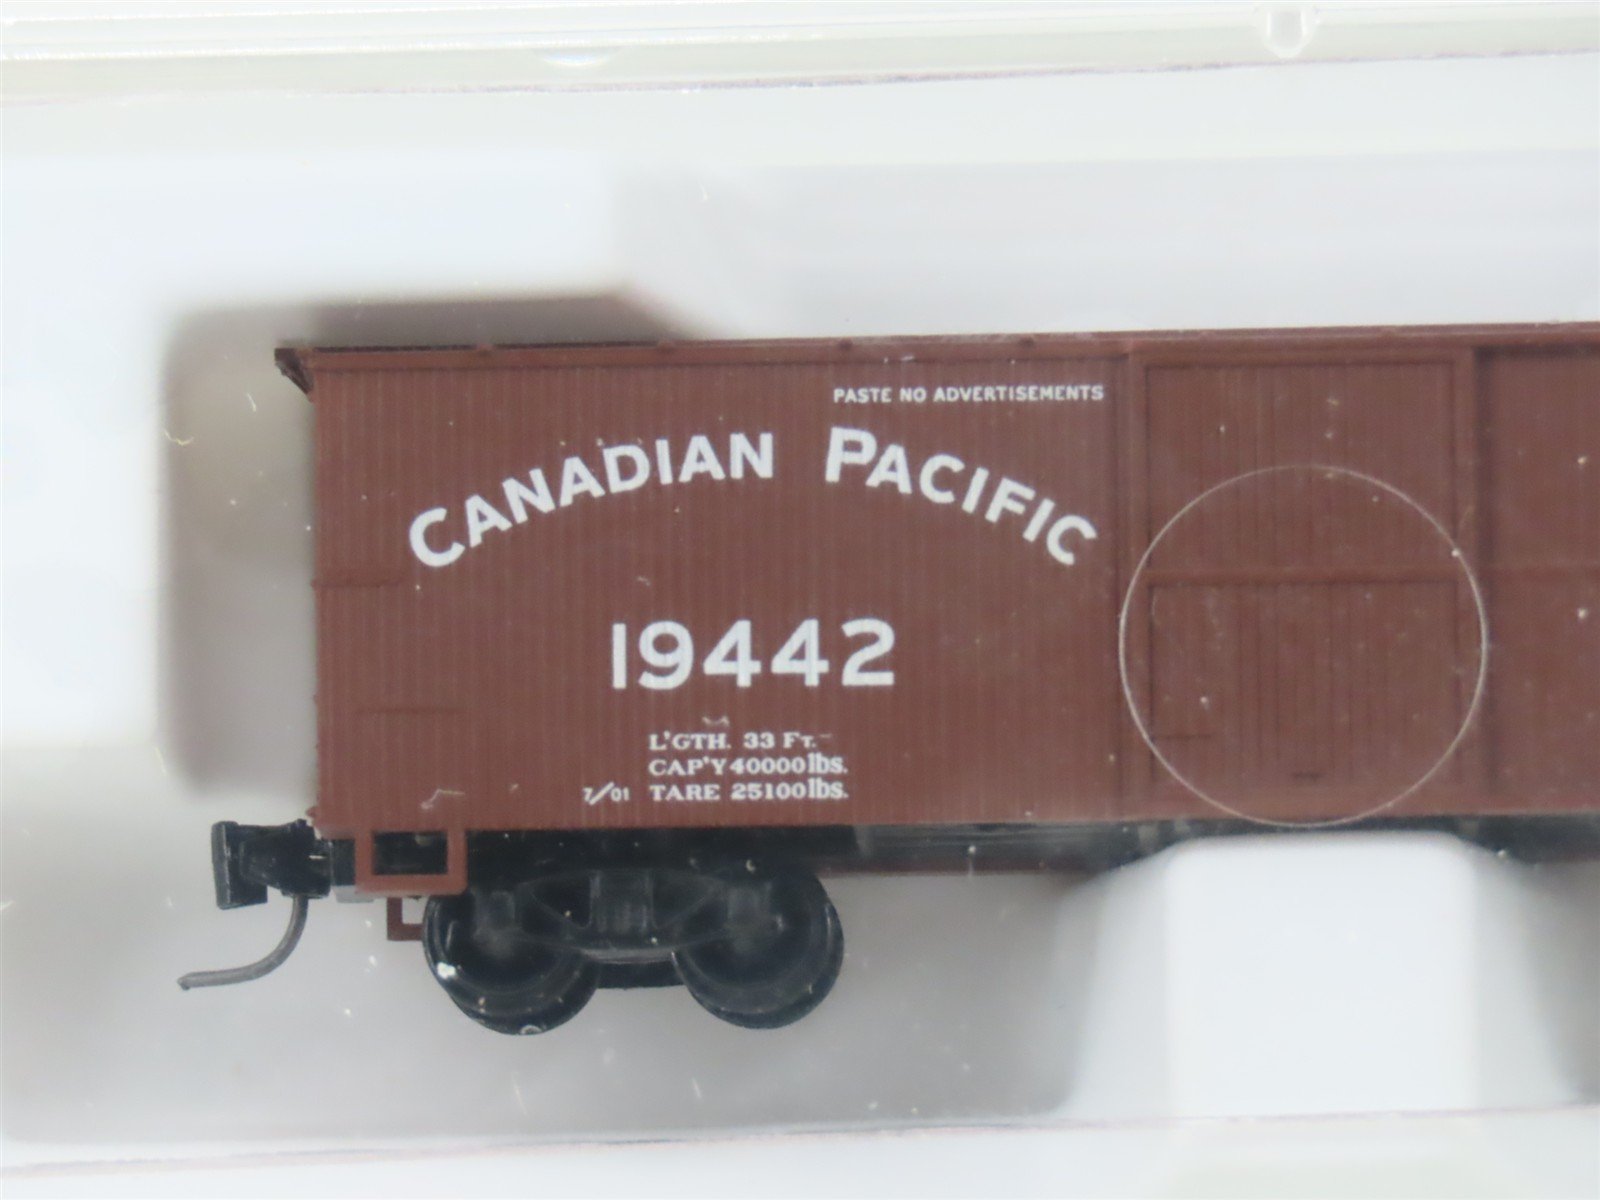 PASTE NO ADVERTISEMENTS
CANADIAN PACIFIC
19442
L'GTH. 33 FT.
CAP'Y 40000 lbs.
7/01 TARE 25100 lbs.